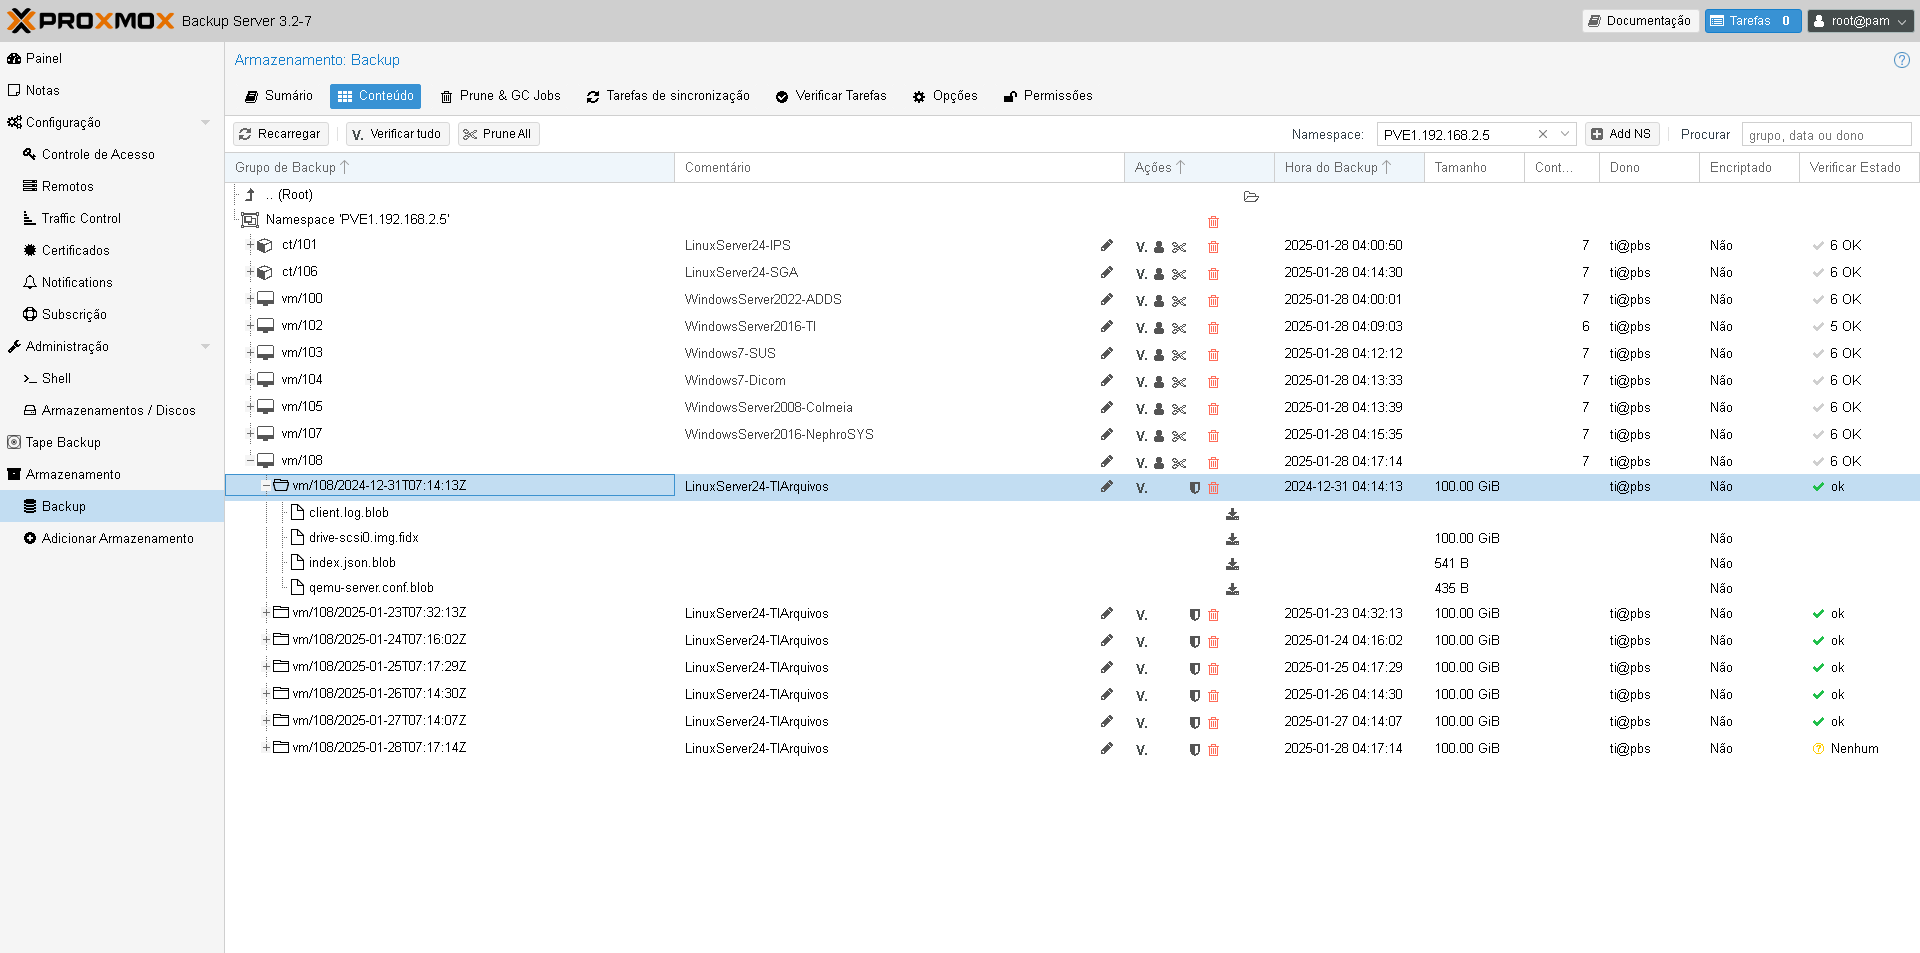 PROXMOX Backup Server 3.2-7 Documentação Tarefas 0 root@pam
Painel
Notas
Configuração
Controle de Acesso
Remotos
Traffic Control
Certificados
Notifications
Subscrição
Administração
Shell
Armazenamentos / Discos
Tape Backup
Armazenamento
Backup
Adicionar Armazenamento
Armazenamento: Backup
Sumário Conteúdo Prune & GC Jobs Tarefas de sincronização Verificar Tarefas Opções Permissões
Recarregar V. Verificar tudo Prune All Namespace: PVE1.192.168.2.5 Add NS Procurar grupo, data ou dono
Grupo de Backup Comentário Ações Hora do Backup Tamanho Cont... Dono Encriptado Verificar Estado
.. (Root)
Namespace 'PVE1.192.168.2.5'
ct/101 LinuxServer24-IPS V. 2025-01-28 04:00:50 7 ti@pbs Não 6 OK
ct/106 LinuxServer24-SGA V. 2025-01-28 04:14:30 7 ti@pbs Não 6 OK
vm/100 WindowsServer2022-ADDS V. 2025-01-28 04:00:01 7 ti@pbs Não 6 OK
vm/102 WindowsServer2016-TI V. 2025-01-28 04:09:03 6 ti@pbs Não 5 OK
vm/103 Windows7-SUS V. 2025-01-28 04:12:12 7 ti@pbs Não 6 OK
vm/104 Windows7-Dicom V. 2025-01-28 04:13:33 7 ti@pbs Não 6 OK
vm/105 WindowsServer2008-Colmeia V. 2025-01-28 04:13:39 7 ti@pbs Não 6 OK
vm/107 WindowsServer2016-NephroSYS V. 2025-01-28 04:15:35 7 ti@pbs Não 6 OK
vm/108 V. 2025-01-28 04:17:14 7 ti@pbs Não 6 OK
vm/108/2024-12-31T07:14:13Z LinuxServer24-TIArquivos V. 2024-12-31 04:14:13 100.00 GiB ti@pbs Não ok
client.log.blob
drive-scsi0.img.fidx 100.00 GiB Não
index.json.blob 541 B Não
qemu-server.conf.blob 435 B Não
vm/108/2025-01-23T07:32:13Z LinuxServer24-TIArquivos V. 2025-01-23 04:32:13 100.00 GiB ti@pbs Não ok
vm/108/2025-01-24T07:16:02Z LinuxServer24-TIArquivos V. 2025-01-24 04:16:02 100.00 GiB ti@pbs Não ok
vm/108/2025-01-25T07:17:29Z LinuxServer24-TIArquivos V. 2025-01-25 04:17:29 100.00 GiB ti@pbs Não ok
vm/108/2025-01-26T07:14:30Z LinuxServer24-TIArquivos V. 2025-01-26 04:14:30 100.00 GiB ti@pbs Não ok
vm/108/2025-01-27T07:14:07Z LinuxServer24-TIArquivos V. 2025-01-27 04:14:07 100.00 GiB ti@pbs Não ok
vm/108/2025-01-28T07:17:14Z LinuxServer24-TIArquivos V. 2025-01-28 04:17:14 100.00 GiB ti@pbs Não Nenhum